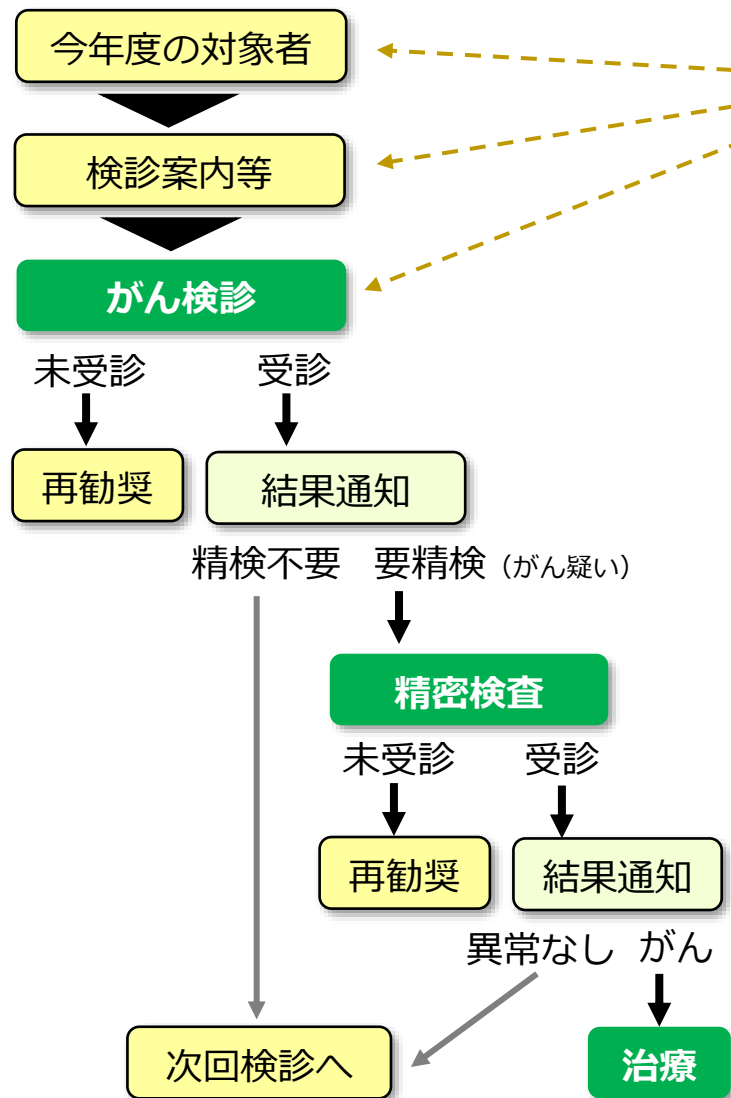 今年度の対象者
検診案内等
がん検診
未受診 受診
再勧奨 結果通知
精検不要 要精検（がん疑い）
精密検査
未受診 受診
再勧奨 結果通知
異常なし がん
次回検診へ 治療